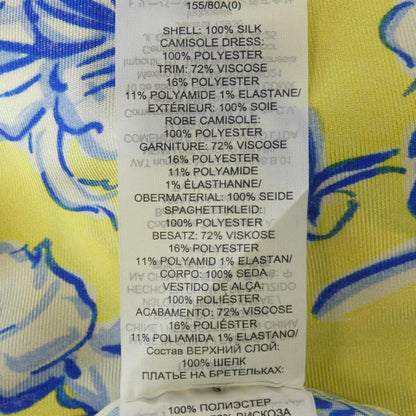 155/80A(0)
SHELL: 100% SILK
CAMISOLE DRESS:
100% POLYESTER
TRIM: 72% VISCOSE
16% POLYESTER
11% POLYAMIDE 1% ELASTANE/
EXTÉRIEUR: 100% SOIE
ROBE CAMISOLE:
100% POLYESTER
GARNITURE: 72% VISCOSE
16% POLYESTER
11% POLYAMIDE
1% ÉLASTHANNE/
OBERMATERIAL: 100% SEIDE
SPAGHETTIKLEID:
100% POLYESTER
BESATZ: 72% VISKOSE
16% POLYESTER
11% POLYAMID 1% ELASTAN/
CORPO: 100% SEDA
VESTIDO DE ALÇA:
100% POLIÉSTER
ACABAMENTO: 72% VISCOSE
16% POLIÉSTER
11% POLIAMIDA 1% ELASTANO/
Состав ВЕРХНИЙ СЛОЙ:
100% ШЕЛК
ПЛАТЬЕ НА БРЕТЕЛЬКАХ:
100% ПОЛИЭСТЕР